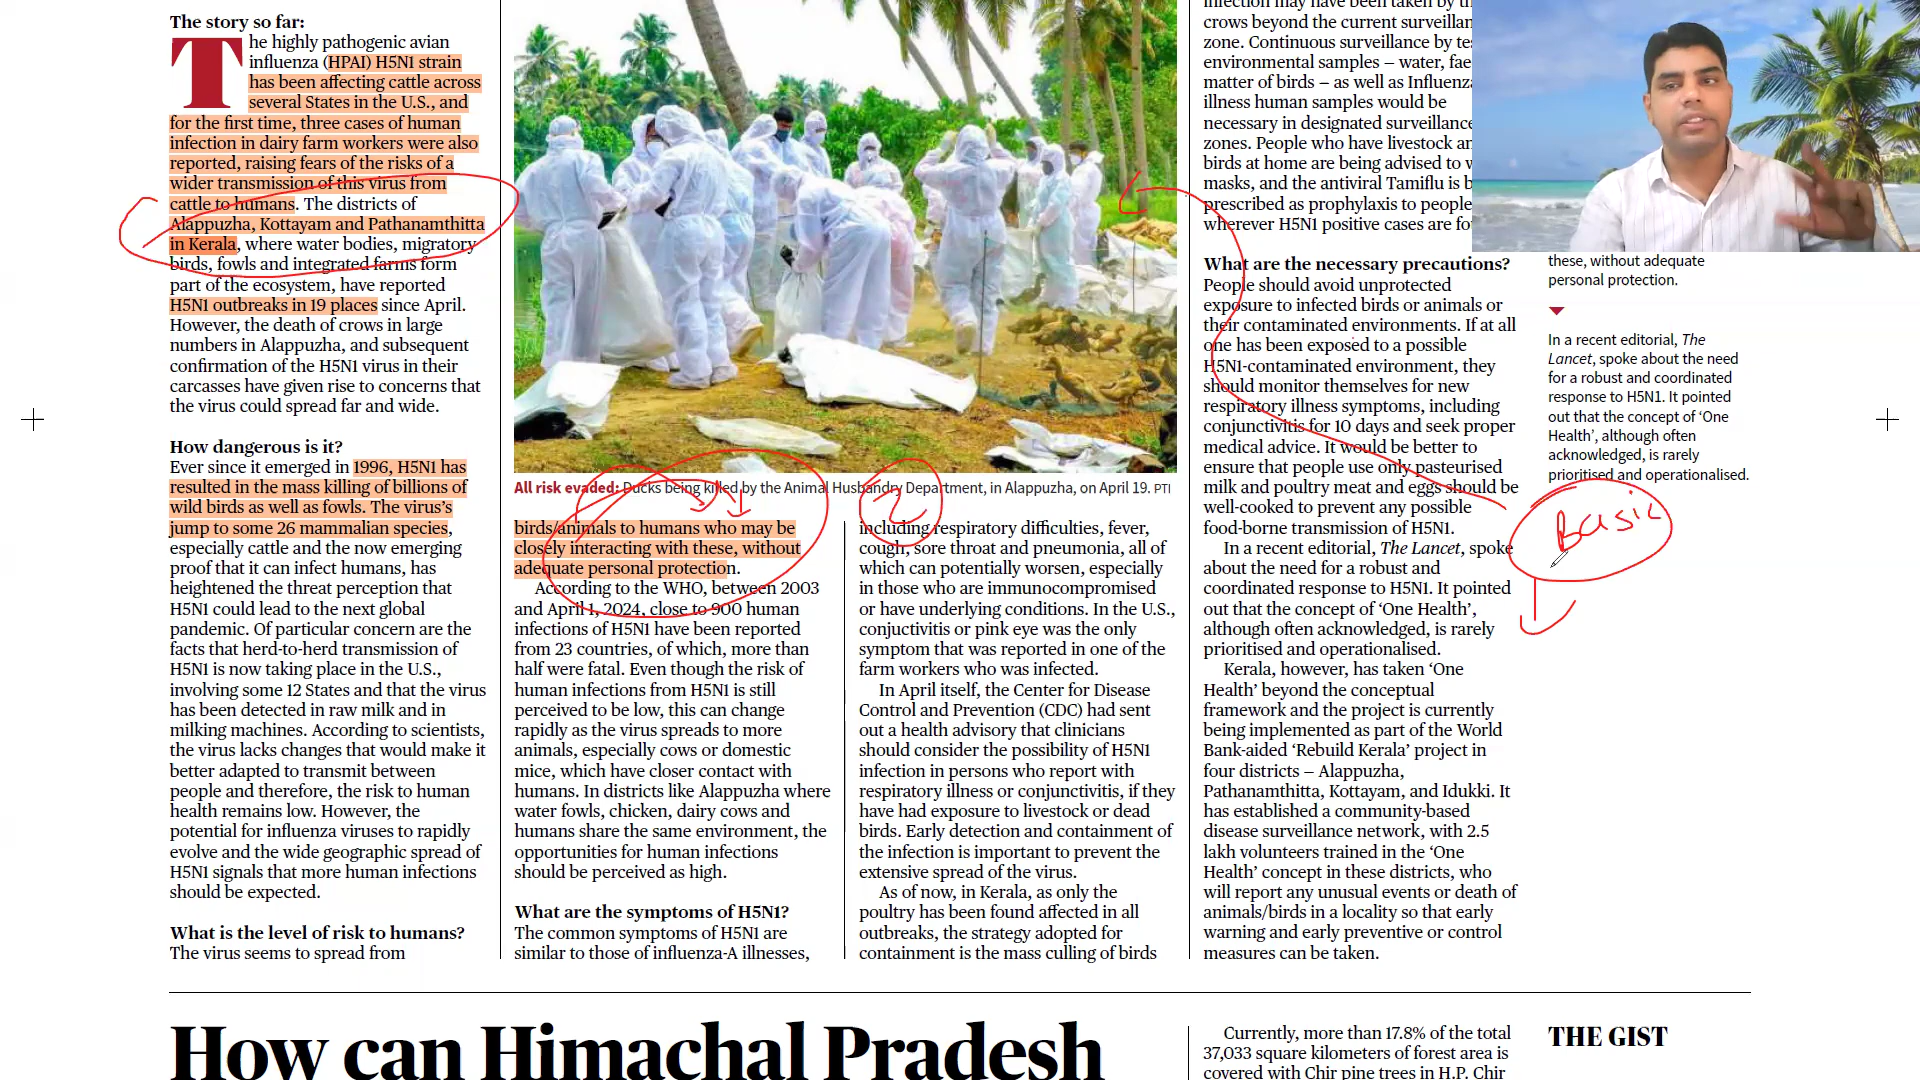 The story so far:
The highly pathogenic avian
influenza (HPAI) H5N1 strain
has been affecting cattle across
several States in the U.S., and
for the first time, three cases of human
infection in dairy farm workers were also
reported, raising fears of the risks of a
wider transmission of this virus from
cattle to humans. The districts of
Alappuzha, Kottayam and Pathanamthitta
in Kerala, where water bodies, migratory
birds, fowls and integrated farms form
part of the ecosystem, have reported
H5N1 outbreaks in 19 places since April.
However, the death of crows in large
numbers in Alappuzha, and subsequent
confirmation of the H5N1 virus in their
carcasses have given rise to concerns that
the virus could spread far and wide.
How dangerous is it?
Ever since it emerged in 1996, H5N1 has
resulted in the mass killing of billions of
wild birds as well as fowls. The virus's
jump to some 26 mammalian species,
especially cattle and the now emerging
proof that it can infect humans, has
heightened the threat perception that
H5N1 could lead to the next global
pandemic. Of particular concern are the
facts that herd-to-herd transmission of
H5N1 is now taking place in the U.S.,
involving some 12 States and that the virus
has been detected in raw milk and in
milking machines. According to scientists,
the virus lacks changes that would make it
better adapted to transmit between
people and therefore, the risk to human
health remains low. However, the
potential for influenza viruses to rapidly
evolve and the wide geographic spread of
H5N1 signals that more human infections
should be expected.
What is the level of risk to humans?
The virus seems to spread from
All risk evaded: Ducks being killed by the Animal Husbandry Department, in Alappuzha, on April 19. PTI
birds/animals to humans who may be
closely interacting with these, without
adequate personal protection.
According to the WHO, between 2003
and April 1, 2024, close to 900 human
infections of H5N1 have been reported
from 23 countries, of which, more than
half were fatal. Even though the risk of
human infections from H5N1 is still
perceived to be low, this can change
rapidly as the virus spreads to more
animals, especially cows or domestic
mice, which have closer contact with
humans. In districts like Alappuzha where
water fowls, chicken, dairy cows and
humans share the same environment, the
opportunities for human infections
should be perceived as high.
What are the symptoms of H5N1?
The common symptoms of H5N1 are
similar to those of influenza-A illnesses,
2
including respiratory difficulties, fever,
cough, sore throat and pneumonia, all of
which can potentially worsen, especially
in those who are immunocompromised
or have underlying conditions. In the U.S.,
conjuctivitis or pink eye was the only
symptom that was reported in one of the
farm workers who was infected.
In April itself, the Center for Disease
Control and Prevention (CDC) had sent
out a health advisory that clinicians
should consider the possibility of H5N1
infection in persons who report with
respiratory illness or conjunctivitis, if they
have had exposure to livestock or dead
birds. Early detection and containment of
the infection is important to prevent the
extensive spread of the virus.
As of now, in Kerala, as only the
poultry has been found affected in all
outbreaks, the strategy adopted for
containment is the mass culling of birds
infection may have been taken by
crows beyond the current
zone. Continuous surveillance by
environmental samples – water,
matter of birds – as well as
illness human samples would be
necessary in designated surveillance
zones. People who have livestock
birds at home are being advised to
masks, and the antiviral Tamiflu is
prescribed as prophylaxis to people
wherever H5N1 positive cases are
What are the necessary precautions?
People should avoid unprotected
exposure to infected birds or animals or
their contaminated environments. If at all
one has been exposed to a possible
H5N1-contaminated environment, they
should monitor themselves for new
respiratory illness symptoms, including
conjunctivitis for 10 days and seek proper
medical advice. It would be better to
ensure that people use only pasteurised
milk and poultry meat and eggs should be
well-cooked to prevent any possible
food-borne transmission of H5N1.
In a recent editorial, The Lancet, spoke
about the need for a robust and
coordinated response to H5N1. It pointed
out that the concept of 'One Health',
although often acknowledged, is rarely
prioritised and operationalised.
Kerala, however, has taken 'One
Health' beyond the conceptual
framework and the project is currently
being implemented as part of the World
Bank-aided 'Rebuild Kerala' project in
four districts – Alappuzha,
Pathanamthitta, Kottayam, and Idukki. It
has established a community-based
disease surveillance network, with 2.5
lakh volunteers trained in the 'One
Health' concept in these districts, who
will report any unusual events or death of
animals/birds in a locality so that early
warning and early preventive or control
measures can be taken.
these, without adequate
personal protection.
In a recent editorial, The
Lancet, spoke about the need
for a robust and coordinated
response to H5N1. It pointed
out that the concept of 'One
Health', although often
acknowledged, is rarely
prioritised and operationalised.
Basic
How can Himachal Pradesh
Currently, more than 17.8% of the total
37,033 square kilometers of forest area is
covered with Chir pine trees in H.P. Chir
THE GIST